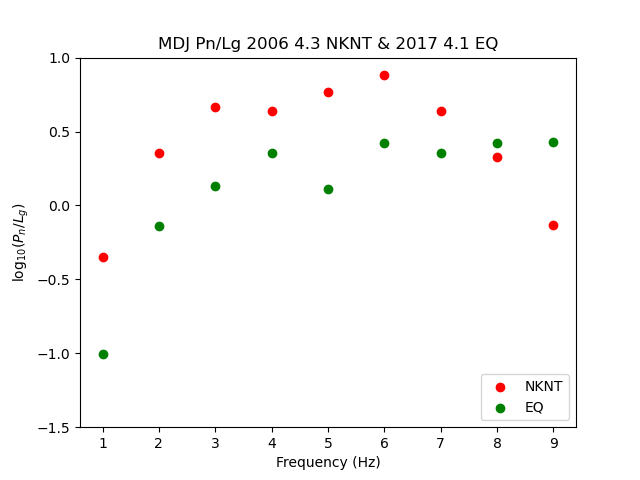 MDJ Pn/Lg 2006 4.3 NKNT & 2017 4.1 EQ
1.0
0.5
0.0
−0.5
−1.0
−1.5
log₁₀(Pₙ/L_g)
1 2 3 4 5 6 7 8 9
Frequency (Hz)
NKNT
EQ